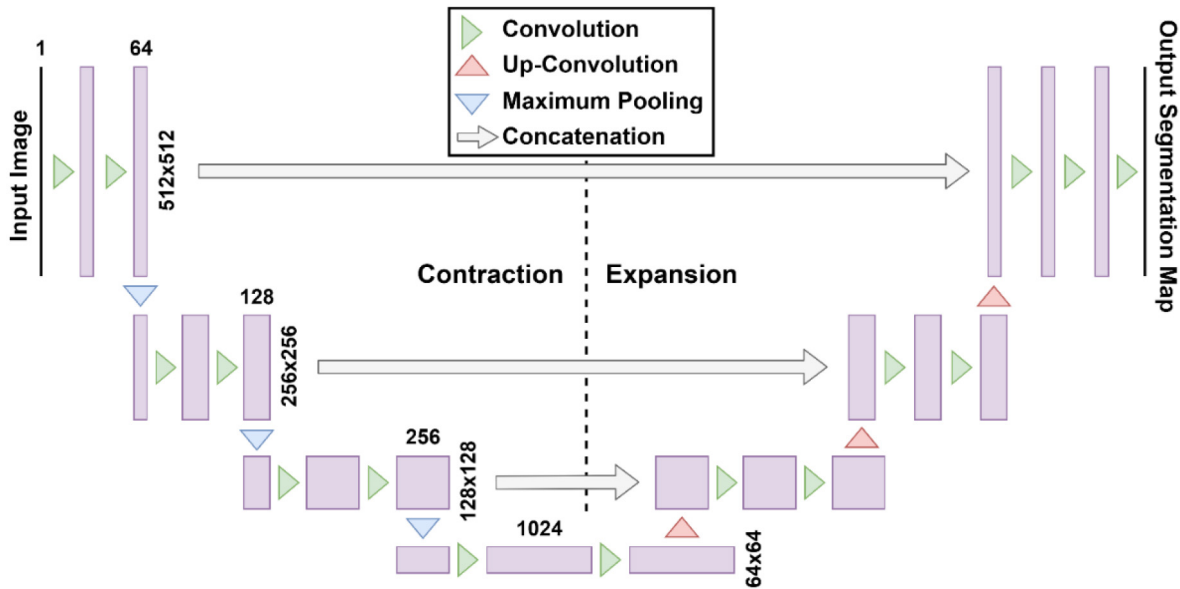 1
64
Convolution
Up-Convolution
Maximum Pooling
Concatenation
Input Image
512x512
Output Segmentation Map
Contraction
Expansion
128
256x256
256
128x128
1024
64x64